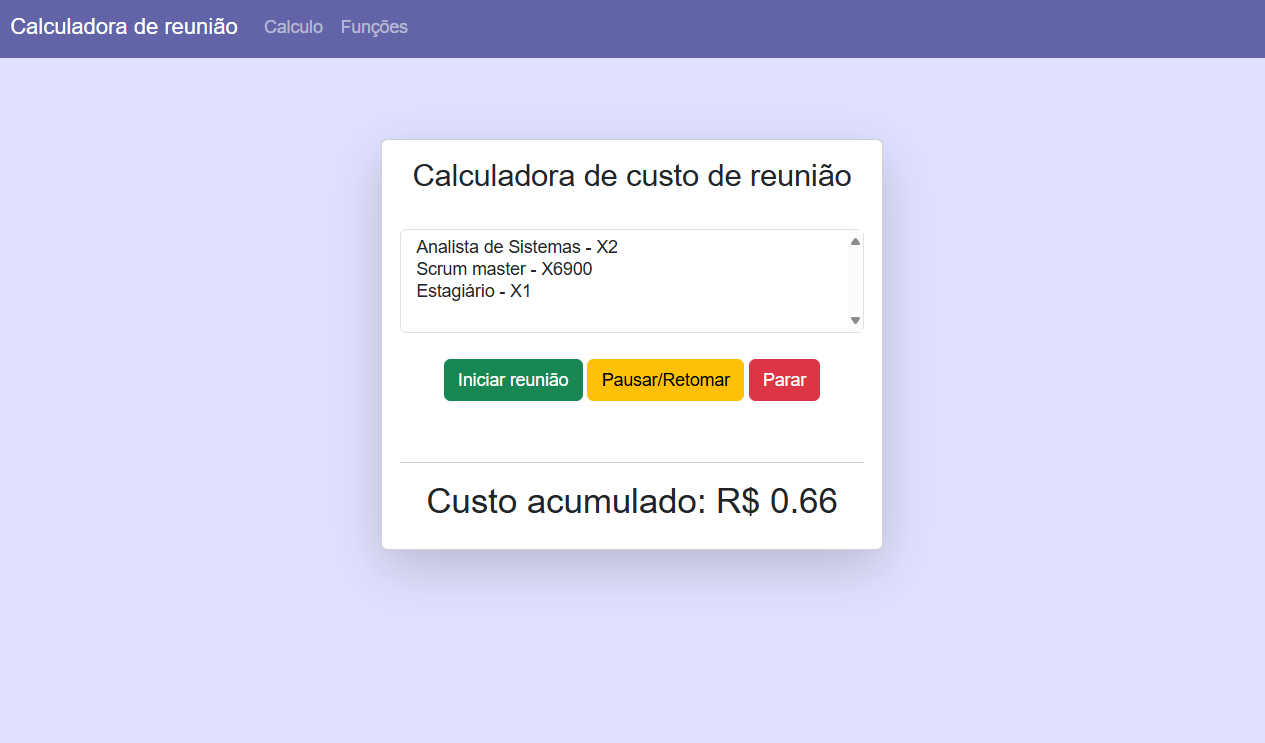 Calculadora de reunião Calculo Funções
Calculadora de custo de reunião
Analista de Sistemas - X2
Scrum master - X6900
Estagiário - X1
Iniciar reunião Pausar/Retomar Parar
Custo acumulado: R$ 0.66